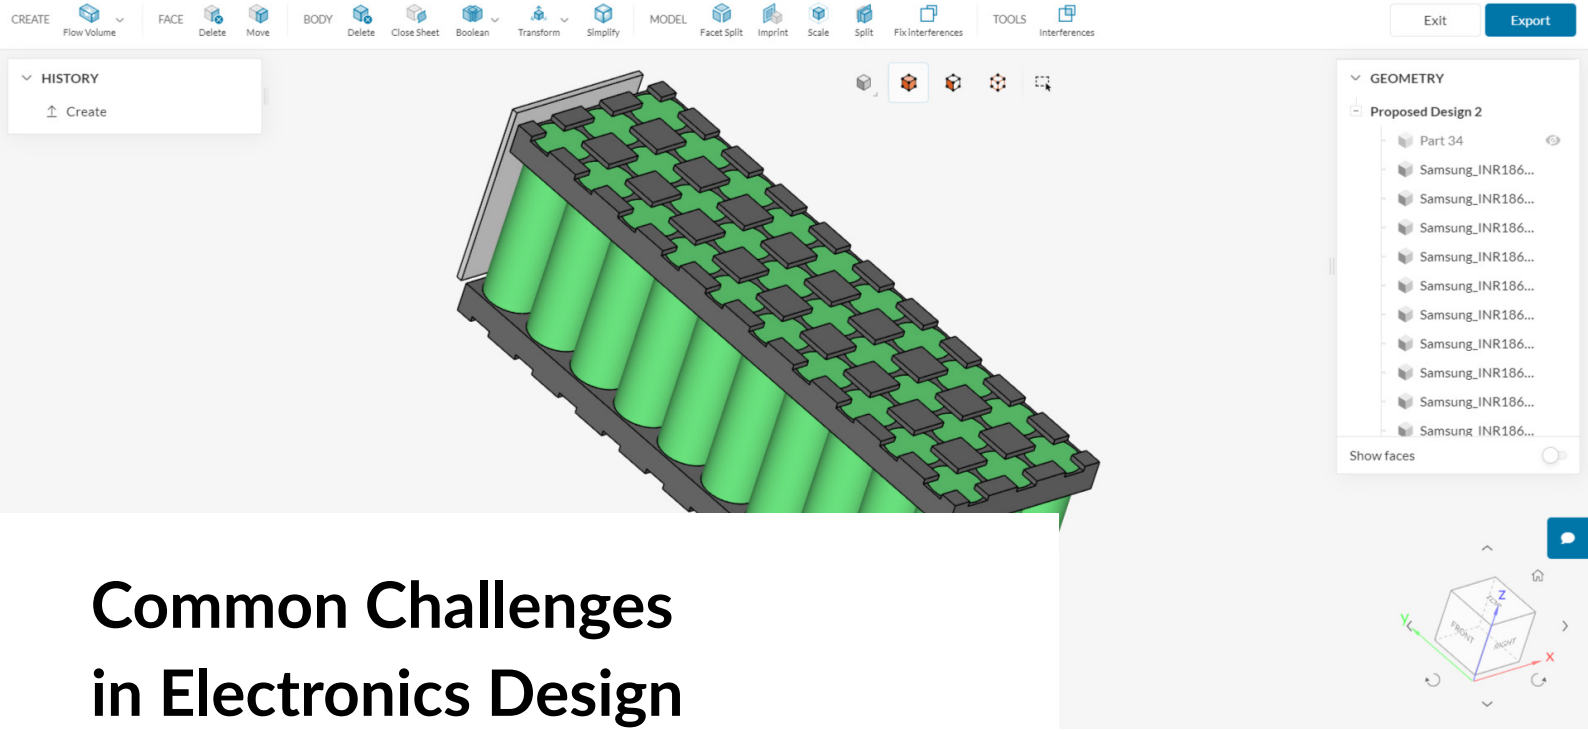 CREATE
Flow Volume
FACE
Delete
Move
BODY
Delete
Close Sheet
Boolean
Transform
Simplify
MODEL
Facet Split
Imprint
Scale
Split
Fix interferences
TOOLS
Interferences
Exit
Export
HISTORY
Create
GEOMETRY
Proposed Design 2
Part 34
Samsung_INR186...
Samsung_INR186...
Samsung_INR186...
Samsung_INR186...
Samsung_INR186...
Samsung_INR186...
Samsung_INR186...
Samsung_INR186...
Samsung_INR186...
Samsung_INR186...
Show faces
Common Challenges
in Electronics Design
Z
Y
FRONT
RIGHT
X